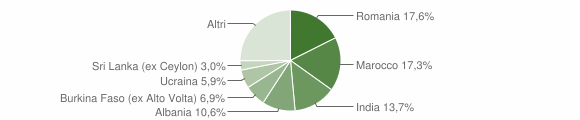 Romania 17,6%
Altri
Marocco 17,3%
Sri Lanka (ex Ceylon) 3,0%
Ucraina 5,9%
Burkina Faso (ex Alto Volta) 6,9%
India 13,7%
Albania 10,6%